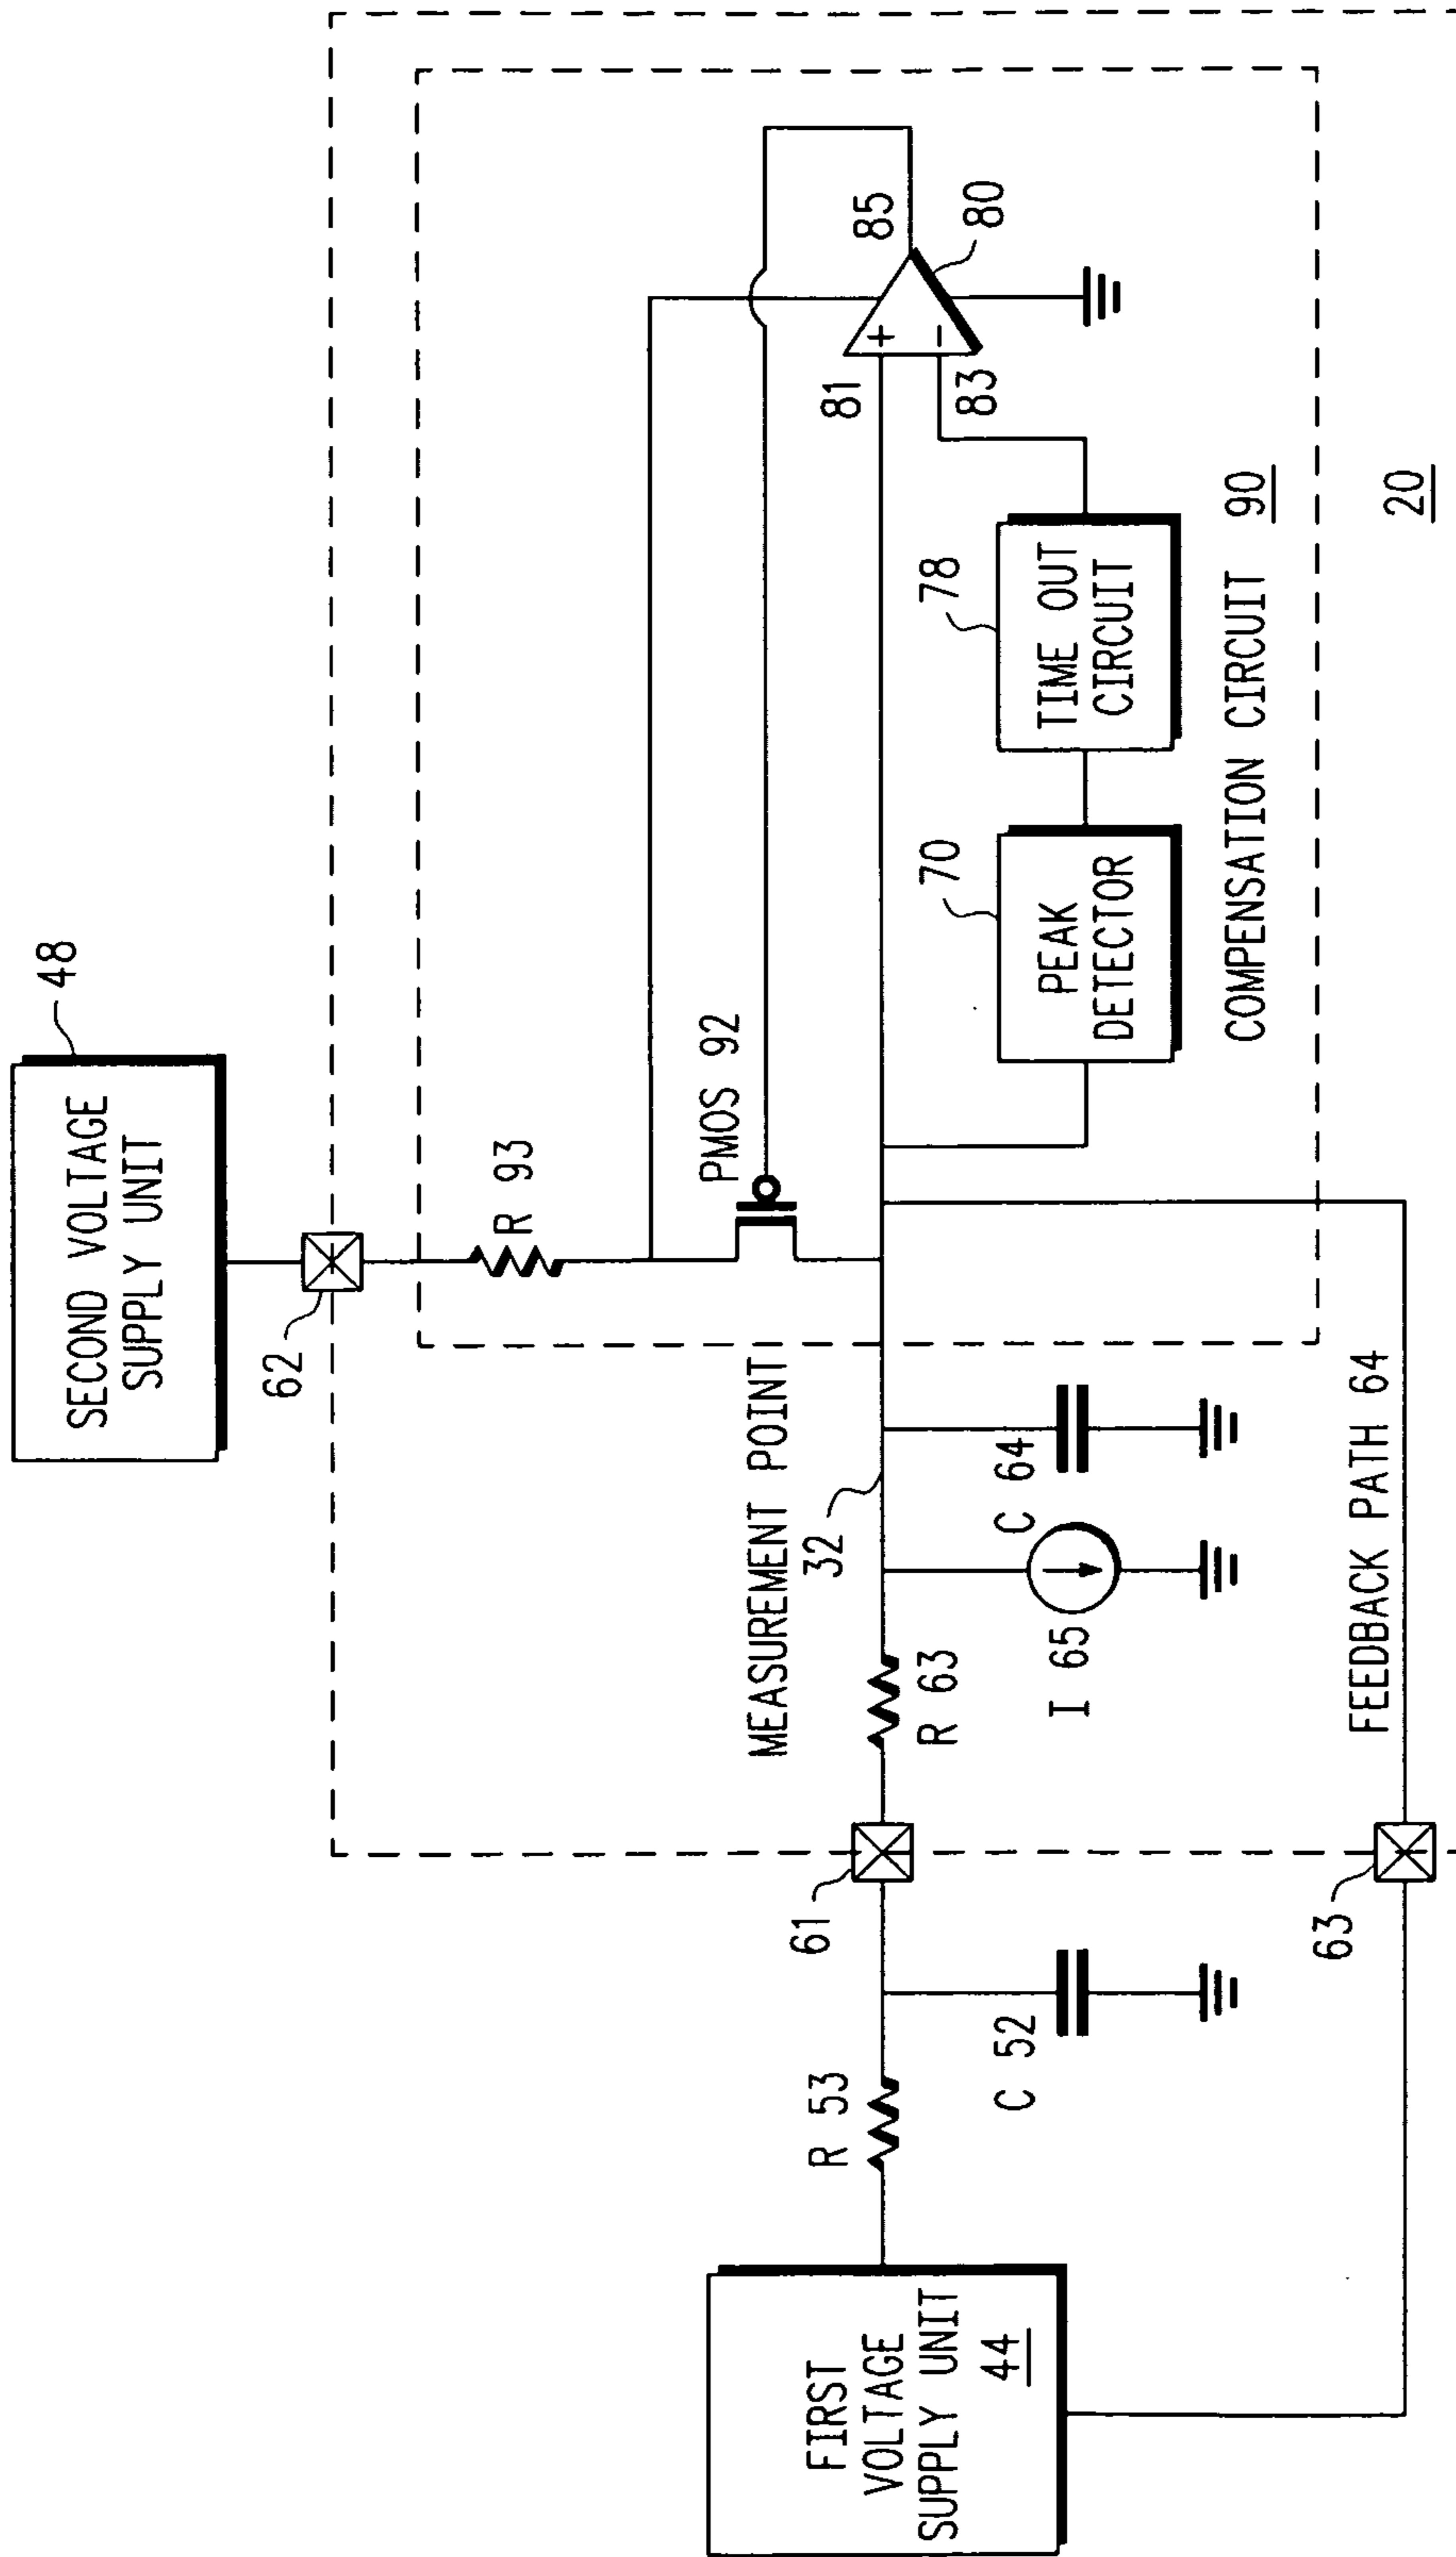 SECOND VOLTAGE
SUPPLY UNIT
48
62
R 93
PMOS 92
85
80
81
+
−
83
MEASUREMENT POINT
32
70
PEAK
DETECTOR
78
TIME OUT
CIRCUIT
COMPENSATION CIRCUIT 90
20
FIRST
VOLTAGE
SUPPLY UNIT
44
R 53
C 52
61
R 63
I 65
C 64
63
FEEDBACK PATH 64